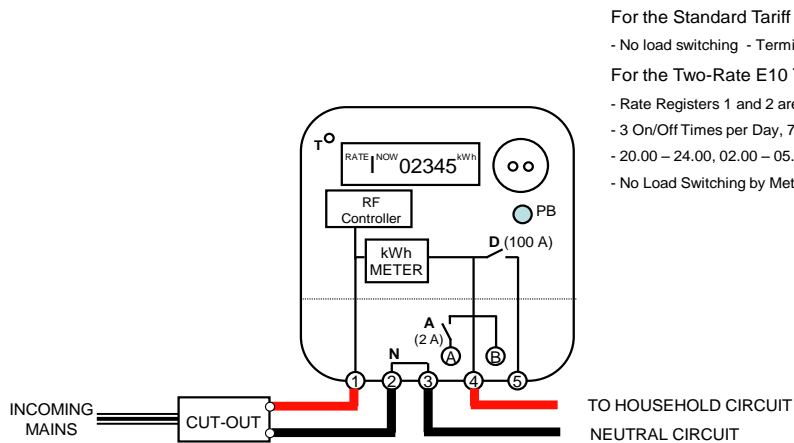 For the Standard Tariff
- No load switching - Termi
For the Two-Rate E10
- Rate Registers 1 and 2 are
- 3 On/Off Times per Day, 7
- 20.00 – 24.00, 02.00 – 05.
- No Load Switching by Met
T
RATE I NOW 02345 kWh
RF
Controller
PB
D (100 A)
kWh
METER
A
(2 A)
A B
N
1 2 3 4 5
INCOMING
MAINS
CUT-OUT
TO HOUSEHOLD CIRCUIT
NEUTRAL CIRCUIT